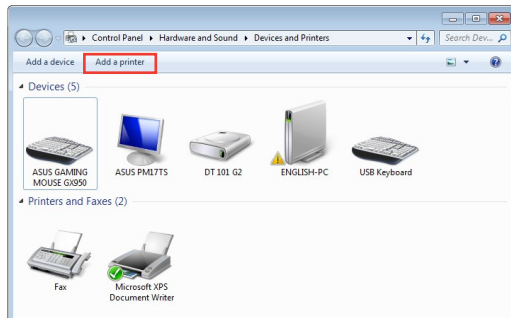 Control Panel ▸ Hardware and Sound ▸ Devices and Printers
Search Dev...
Add a device
Add a printer
Devices (5)
ASUS GAMING
MOUSE GX950
ASUS PM17TS
DT 101 G2
ENGLISH-PC
USB Keyboard
Printers and Faxes (2)
Fax
Microsoft XPS
Document Writer